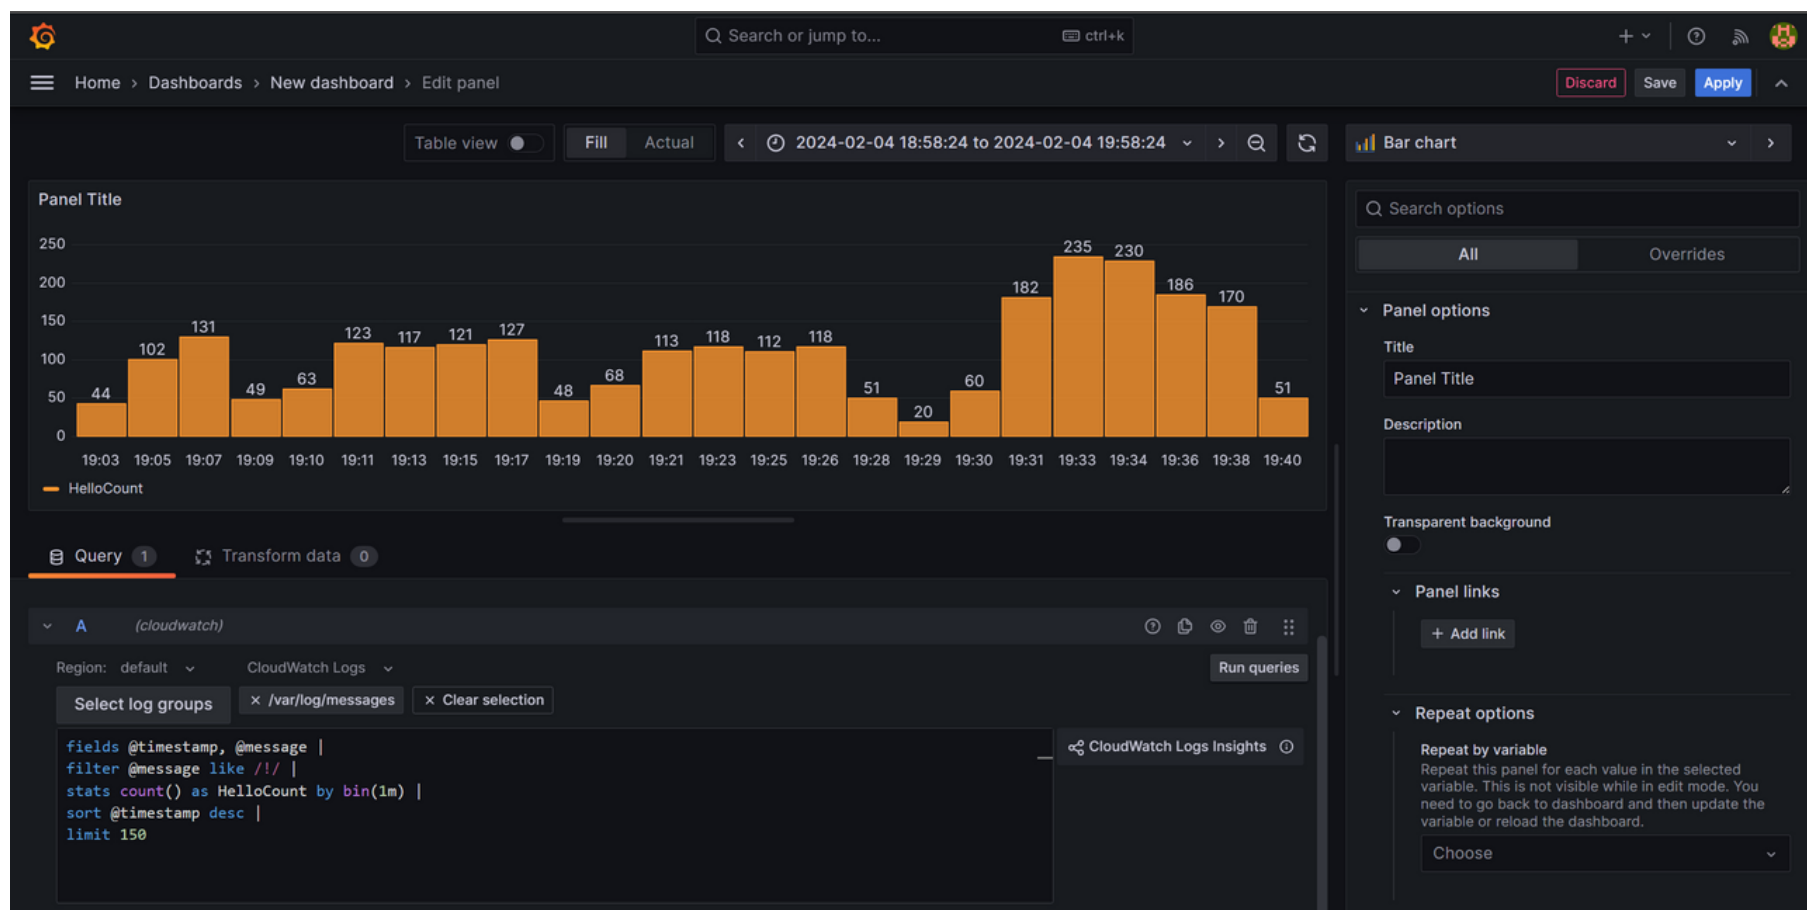 Search or jump to...
ctrl+k
Home › Dashboards › New dashboard › Edit panel
Discard
Save
Apply
Table view
Fill
Actual
2024-02-04 18:58:24 to 2024-02-04 19:58:24
Bar chart
Panel Title
250
200
150
100
50
0
44
102
131
49
63
123
117
121
127
48
68
113
118
112
118
51
20
60
182
235
230
186
170
51
19:03 19:05 19:07 19:09 19:10 19:11 19:13 19:15 19:17 19:19 19:20 19:21 19:23 19:25 19:26 19:28 19:29 19:30 19:31 19:33 19:34 19:36 19:38 19:40
HelloCount
Query 1
Transform data 0
A (cloudwatch)
Region: default
CloudWatch Logs
Run queries
Select log groups
× /var/log/messages
× Clear selection
fields @timestamp, @message |
filter @message like /!/ |
stats count() as HelloCount by bin(1m) |
sort @timestamp desc |
limit 150
CloudWatch Logs Insights
Search options
All
Overrides
Panel options
Title
Panel Title
Description
Transparent background
Panel links
+ Add link
Repeat options
Repeat by variable
Repeat this panel for each value in the selected
variable. This is not visible while in edit mode. You
need to go back to dashboard and then update the
variable or reload the dashboard.
Choose